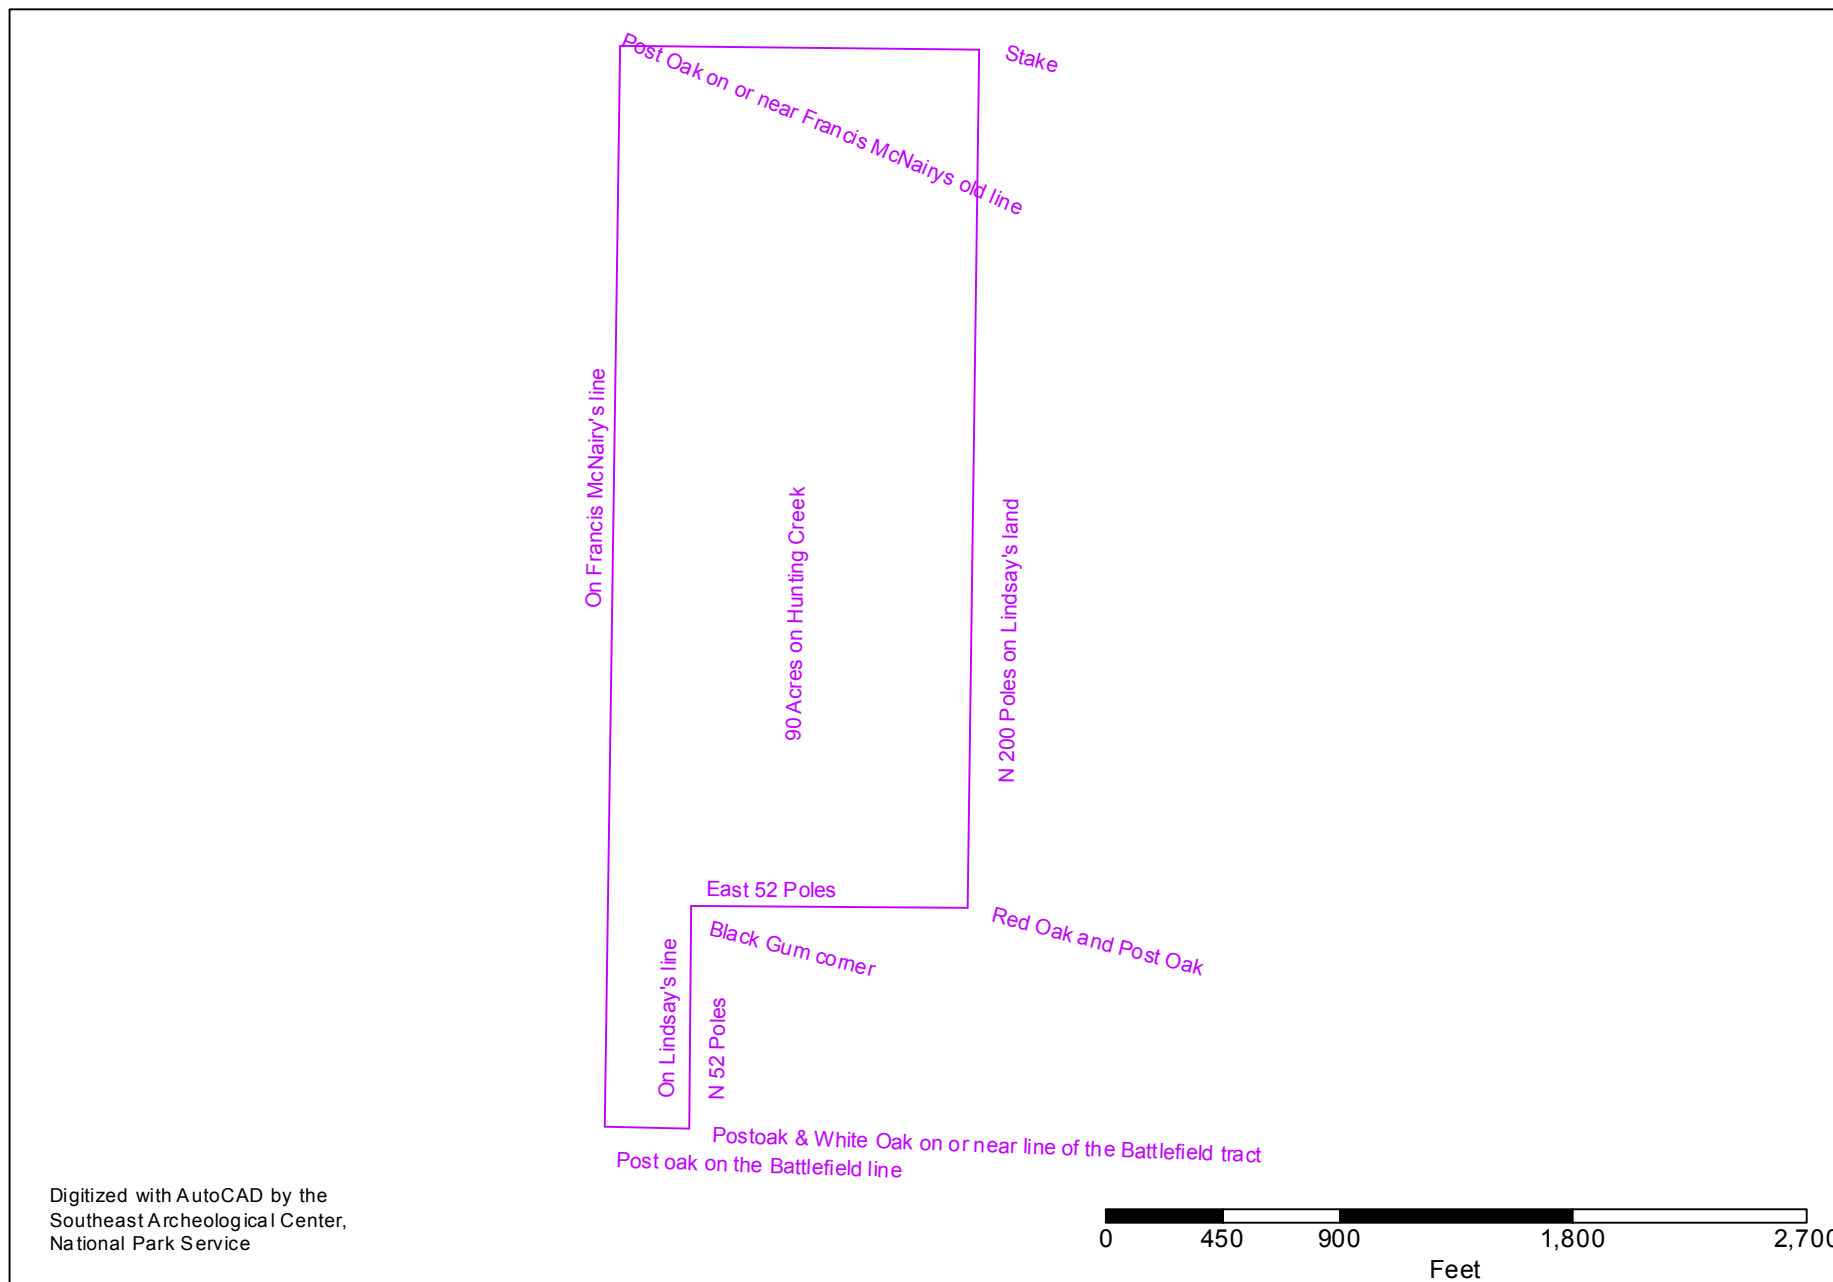 Post Oak on or near Francis McNairys old line
Stake
On Francis McNairy's line
90 Acres on Hunting Creek
N 200 Poles on Lindsay's land
East 52 Poles
Black Gum corner
Red Oak and Post Oak
On Lindsay's line
N 52 Poles
Postoak & White Oak on or near line of the Battlefield tract
Post oak on the Battlefield line
Digitized with AutoCAD by the
Southeast Archeological Center,
National Park Service
0 450 900 1,800 2,700
Feet